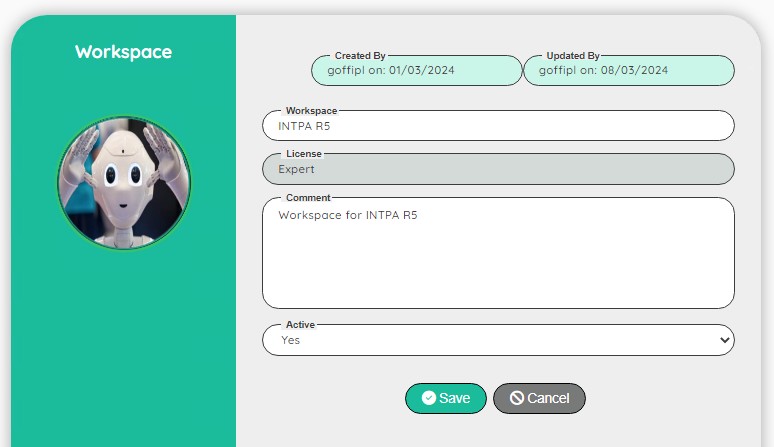 Workspace
Created By
goffipl on: 01/03/2024
Updated By
goffipl on: 08/03/2024
Workspace
INTPA R5
License
Expert
Comment
Workspace for INTPA R5
Active
Yes
Save
Cancel